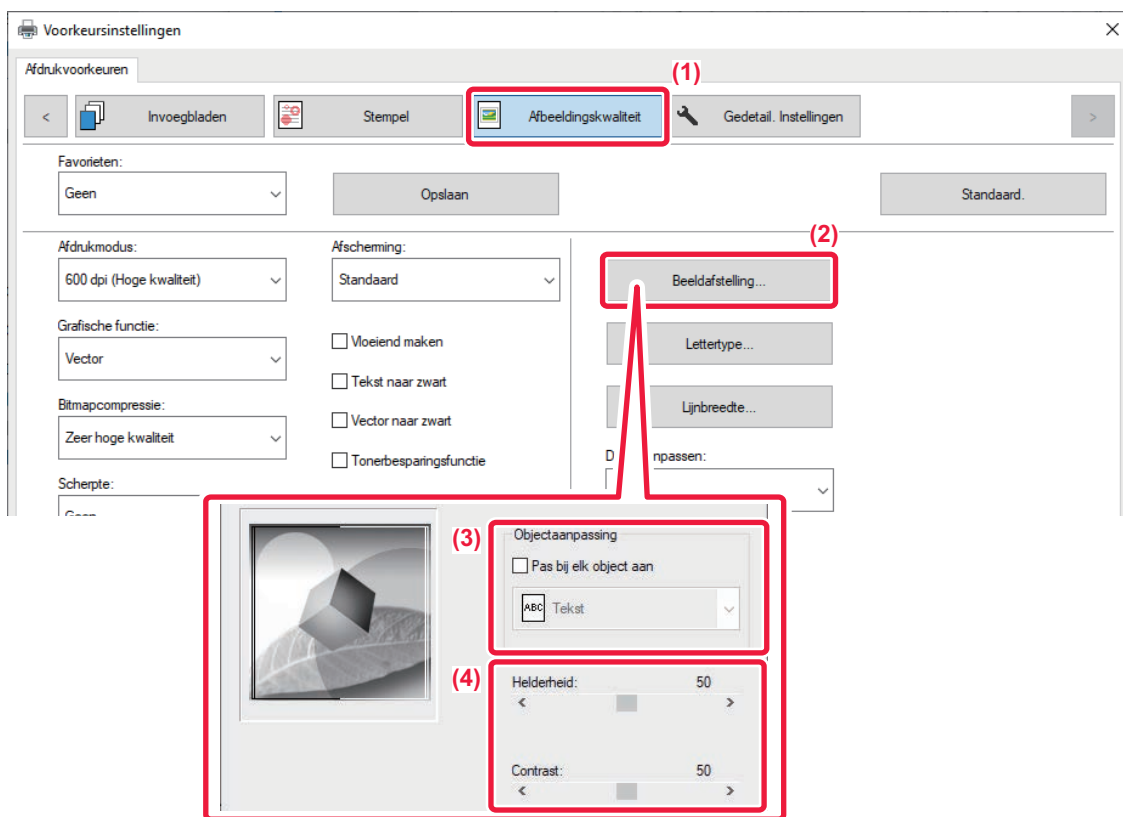 Voorkeursinstellingen
Afdrukvoorkeuren
(1)
< Invoegbladen Stempel Afbeeldingskwaliteit Gedetail. Instellingen >
Favorieten:
Geen Opslaan Standaard.
(2)
Afdrukmodus: Afscherming:
600 dpi (Hoge kwaliteit) Standaard Beeldafstelling...
Grafische functie:
Vector Vloeiend maken Lettertype...
Tekst naar zwart
Bitmapcompressie:
Vector naar zwart Lijnbreedte...
Zeer hoge kwaliteit
Tonerbesparingsfunctie
npassen:
Scherpte:
(3)
Objectaanpassing
Pas bij elk object aan
ABC Tekst
(4)
Helderheid: 50
< >
Contrast: 50
< >